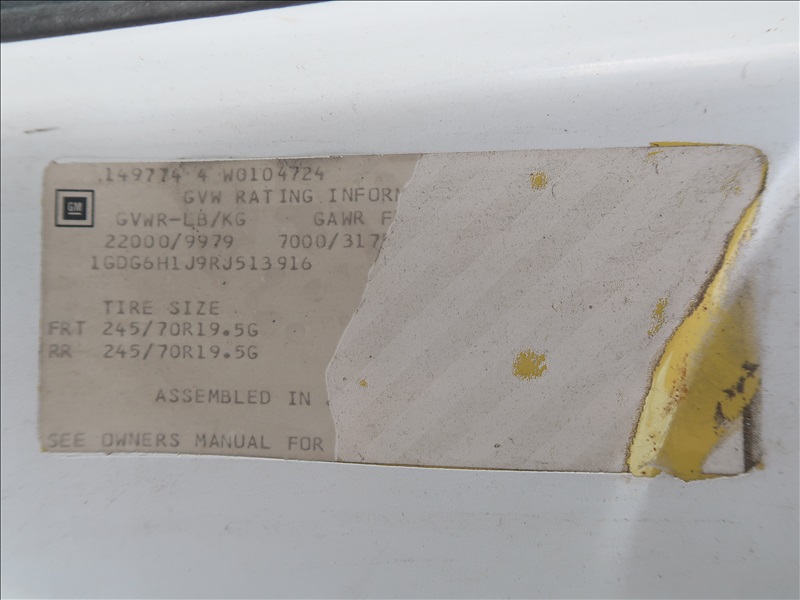 149774 4 W0104724
GM
GVW RATING INFOR
GVWR-LB/KG GAWR F
22000/9979 7000/317
1GDG6H1J9RJ513916
TIRE SIZE
FRT 245/70R19.5G
RR 245/70R19.5G
ASSEMBLED IN
SEE OWNERS MANUAL FOR